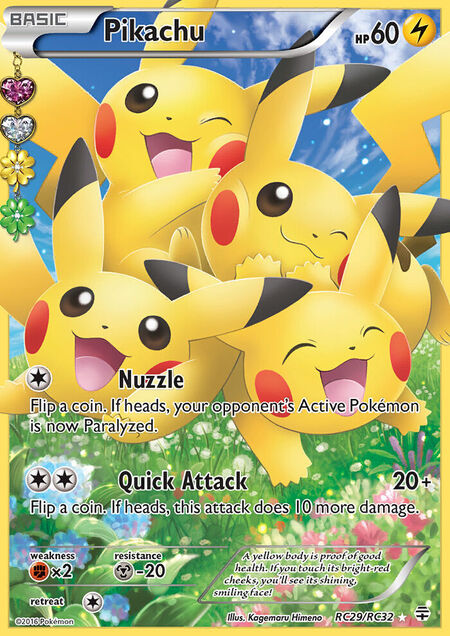 BASIC
Pikachu
HP60
Nuzzle
Flip a coin. If heads, your opponent's Active Pokémon
is now Paralyzed.
Quick Attack 20+
Flip a coin. If heads, this attack does 10 more damage.
weakness
×2
resistance
-20
retreat
A yellow body is proof of good
health. If you touch its bright-red
cheeks, you'll see its shining,
smiling face!
©2016 Pokémon
Illus. Kagemaru Himeno
RC29/RC32